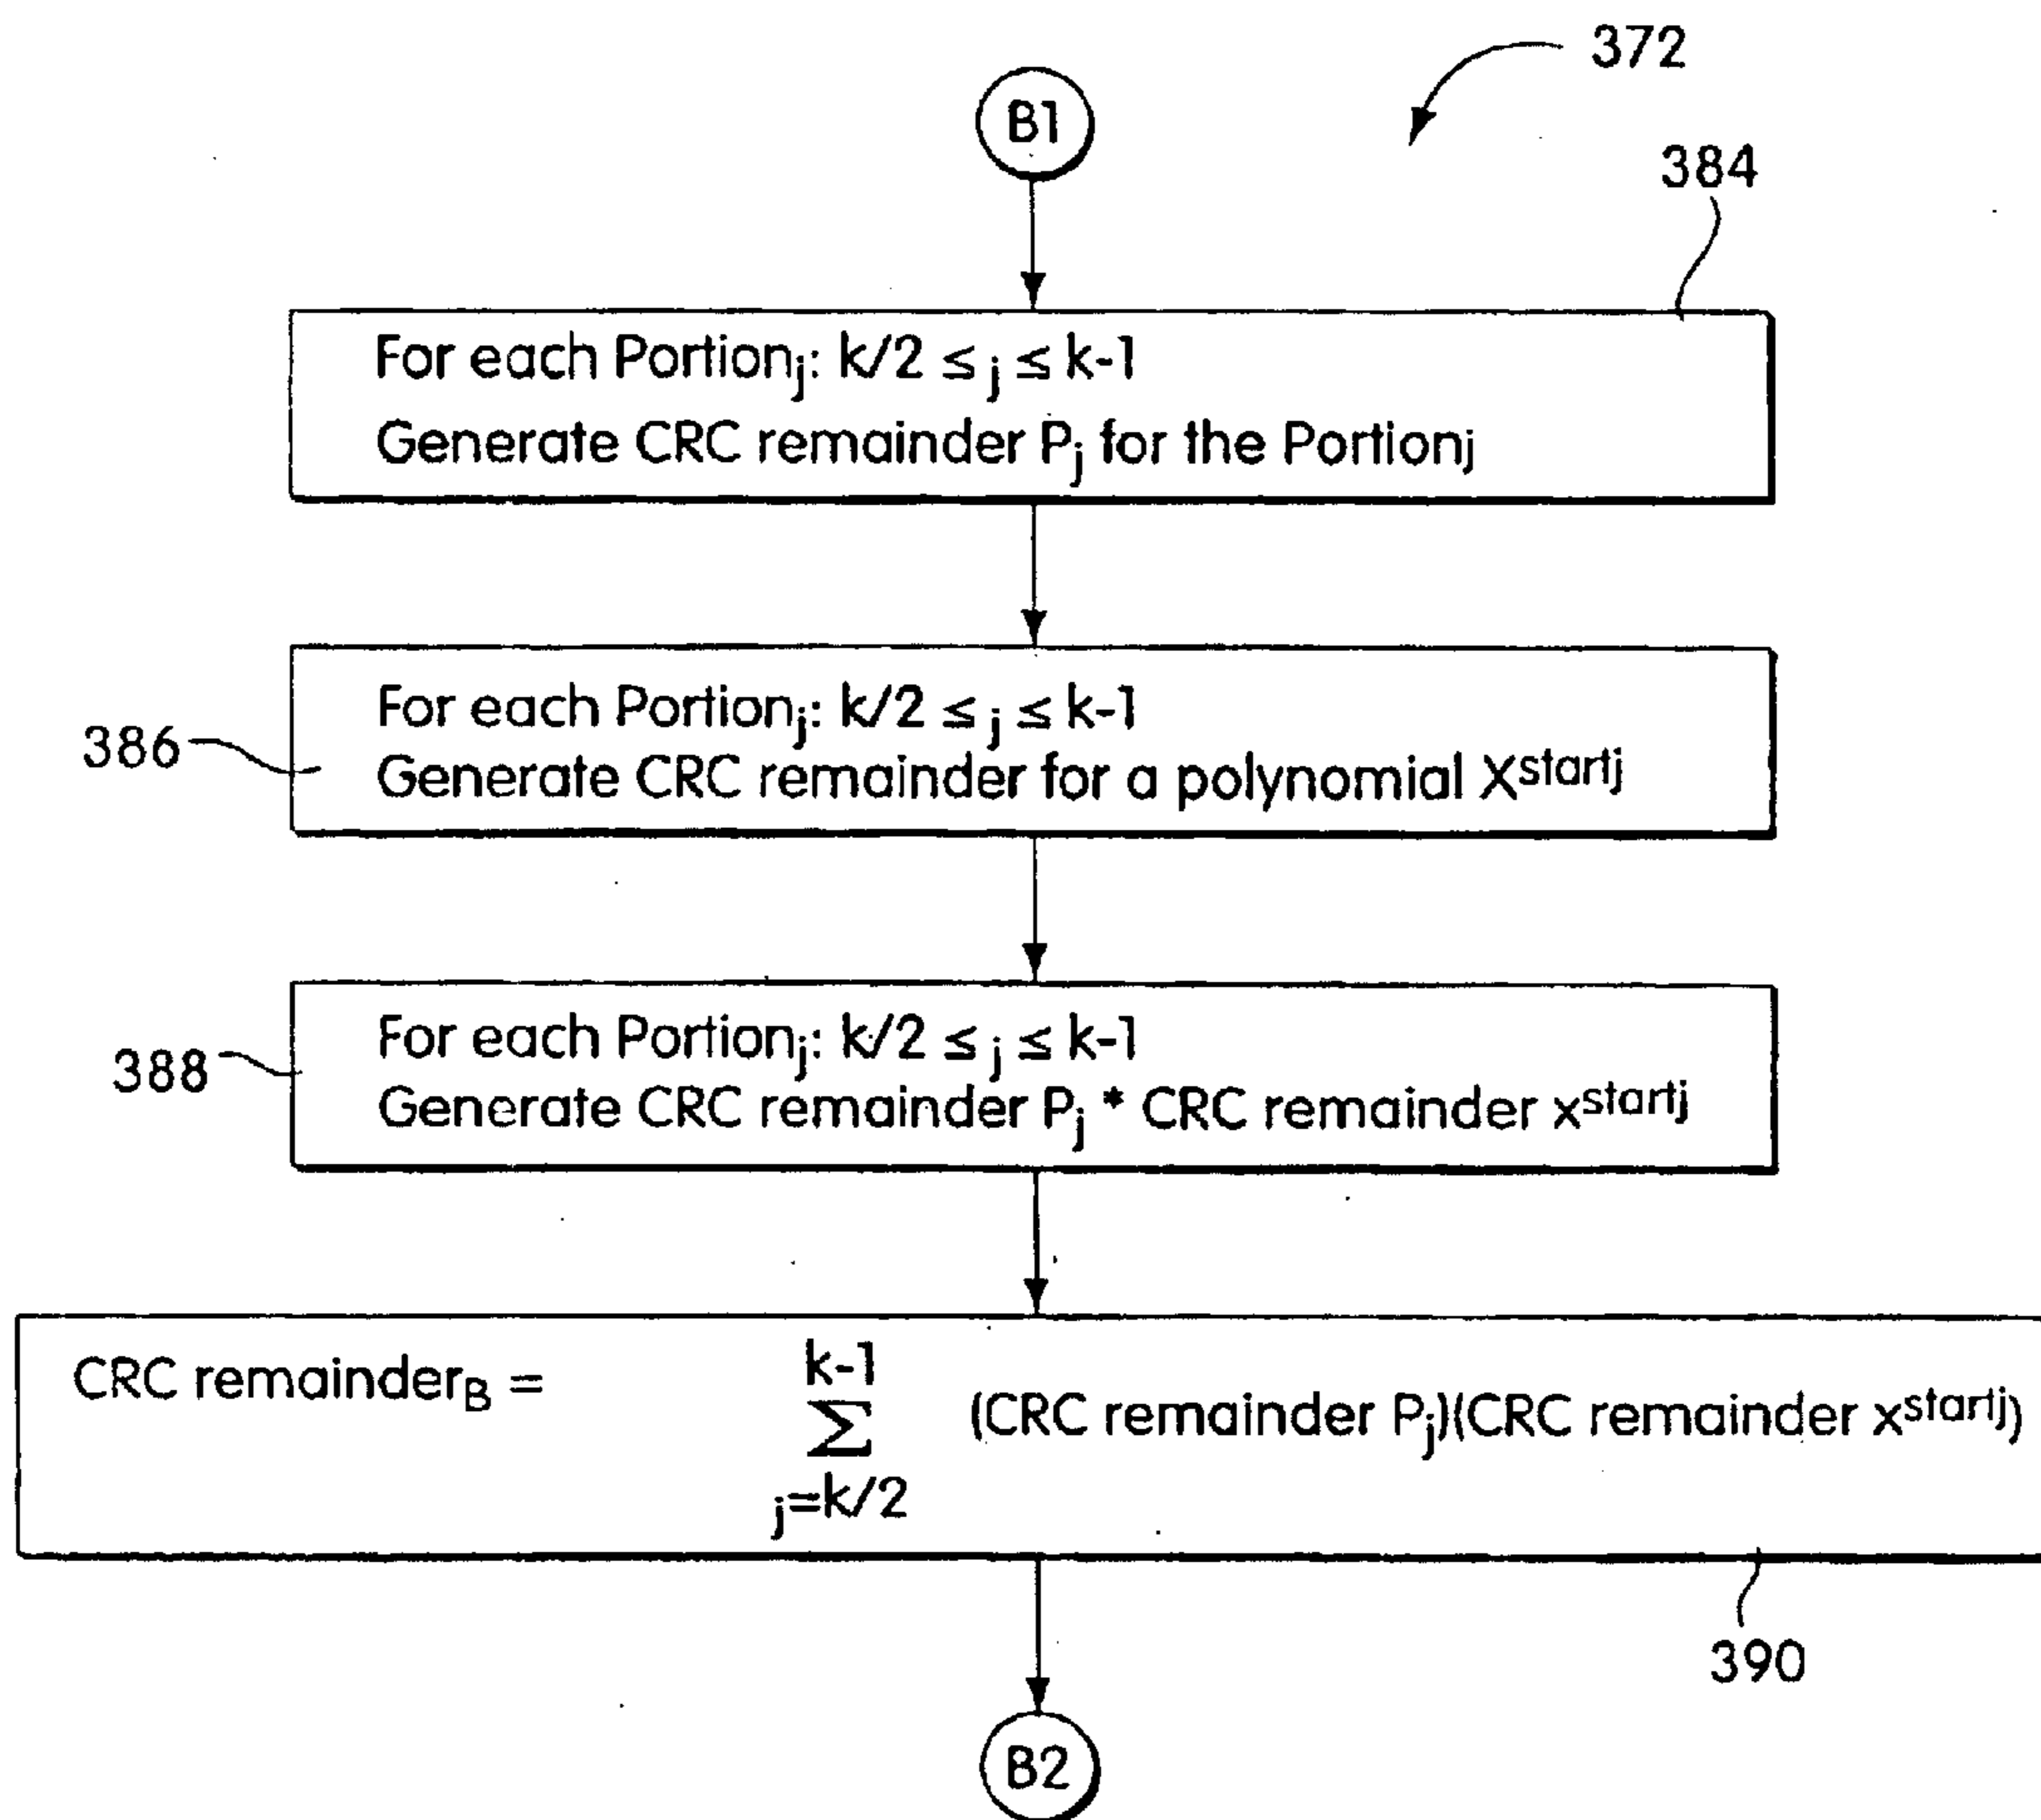 372
B1
384
For each Portionj: k/2 ≤ j ≤ k-1
Generate CRC remainder Pj for the Portionj
386
For each Portionj: k/2 ≤ j ≤ k-1
Generate CRC remainder for a polynomial Xstartj
388
For each Portionj: k/2 ≤ j ≤ k-1
Generate CRC remainder Pj * CRC remainder xstartj
CRC remainderB =
k-1
Σ
j=k/2
(CRC remainder Pj)(CRC remainder xstartj)
390
B2